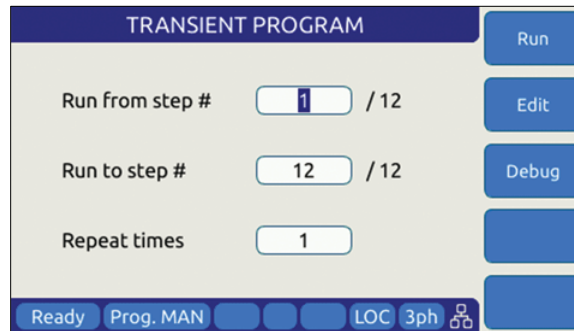 TRANSIENT PROGRAM
Run
Run from step # 1 / 12
Edit
Run to step # 12 / 12
Debug
Repeat times 1
Ready Prog. MAN LOC 3ph